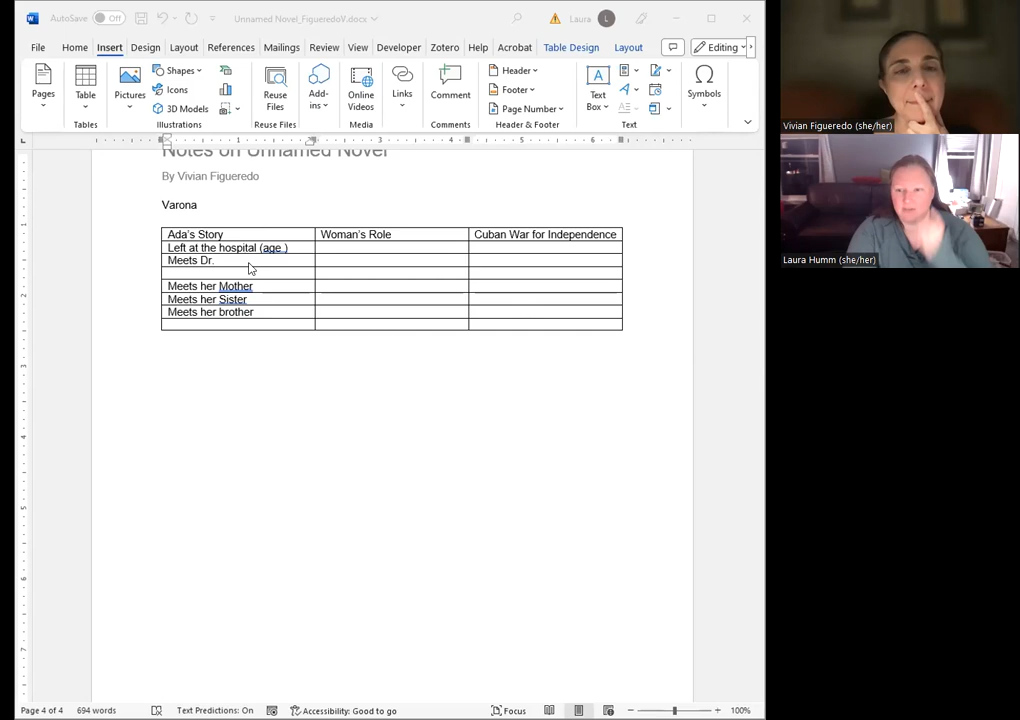 AutoSave Off Unnamed Novel_FigueredoV.docx Laura L
File Home Insert Design Layout References Mailings Review View Developer Zotero Help Acrobat Table Design Layout Editing
Pages Table Pictures Shapes Icons 3D Models Reuse Files Add-ins Online Videos Links Comment Header Footer Page Number Text Box Symbols
Tables Illustrations Reuse Files Media Comments Header & Footer Text
Notes on Unnamed Novel
By Vivian Figueredo
Varona
Ada's Story Woman's Role Cuban War for Independence
Left at the hospital (age )
Meets Dr.
Meets her Mother
Meets her Sister
Meets her brother
Page 4 of 4 694 words Text Predictions: On Accessibility: Good to go Focus 100%
Vivian Figueredo (she/her)
Laura Humm (she/her)